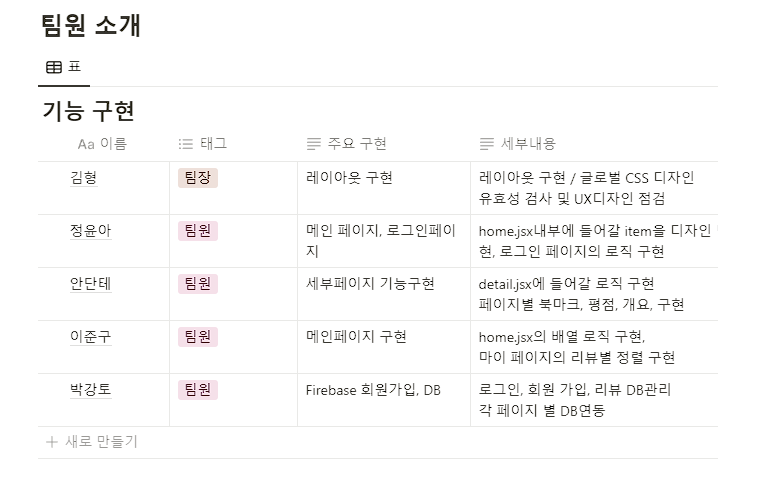 팀원 소개
표
기능 구현
Aa 이름 태그 주요 구현 세부내용
김형 팀장 레이아웃 구현 레이아웃 구현 / 글로벌 CSS 디자인
유효성 검사 및 UX디자인 점검
정윤아 팀원 메인 페이지, 로그인페이 home.jsx내부에 들어갈 item을 디자인
지 현, 로그인 페이지의 로직 구현
안단테 팀원 세부페이지 기능구현 detail.jsx에 들어갈 로직 구현
페이지별 북마크, 평점, 개요, 구현
이준구 팀원 메인페이지 구현 home.jsx의 배열 로직 구현,
마이 페이지의 리뷰별 정렬 구현
박강토 팀원 Firebase 회원가입, DB 로그인, 회원 가입, 리뷰 DB관리
각 페이지 별 DB연동
+ 새로 만들기